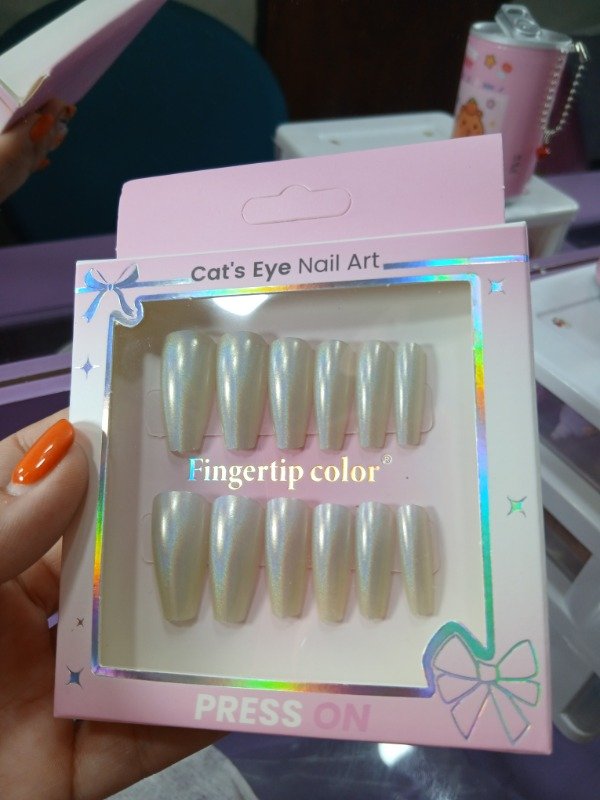 Cat's Eye Nail Art
Fingertip color®
PRESS ON